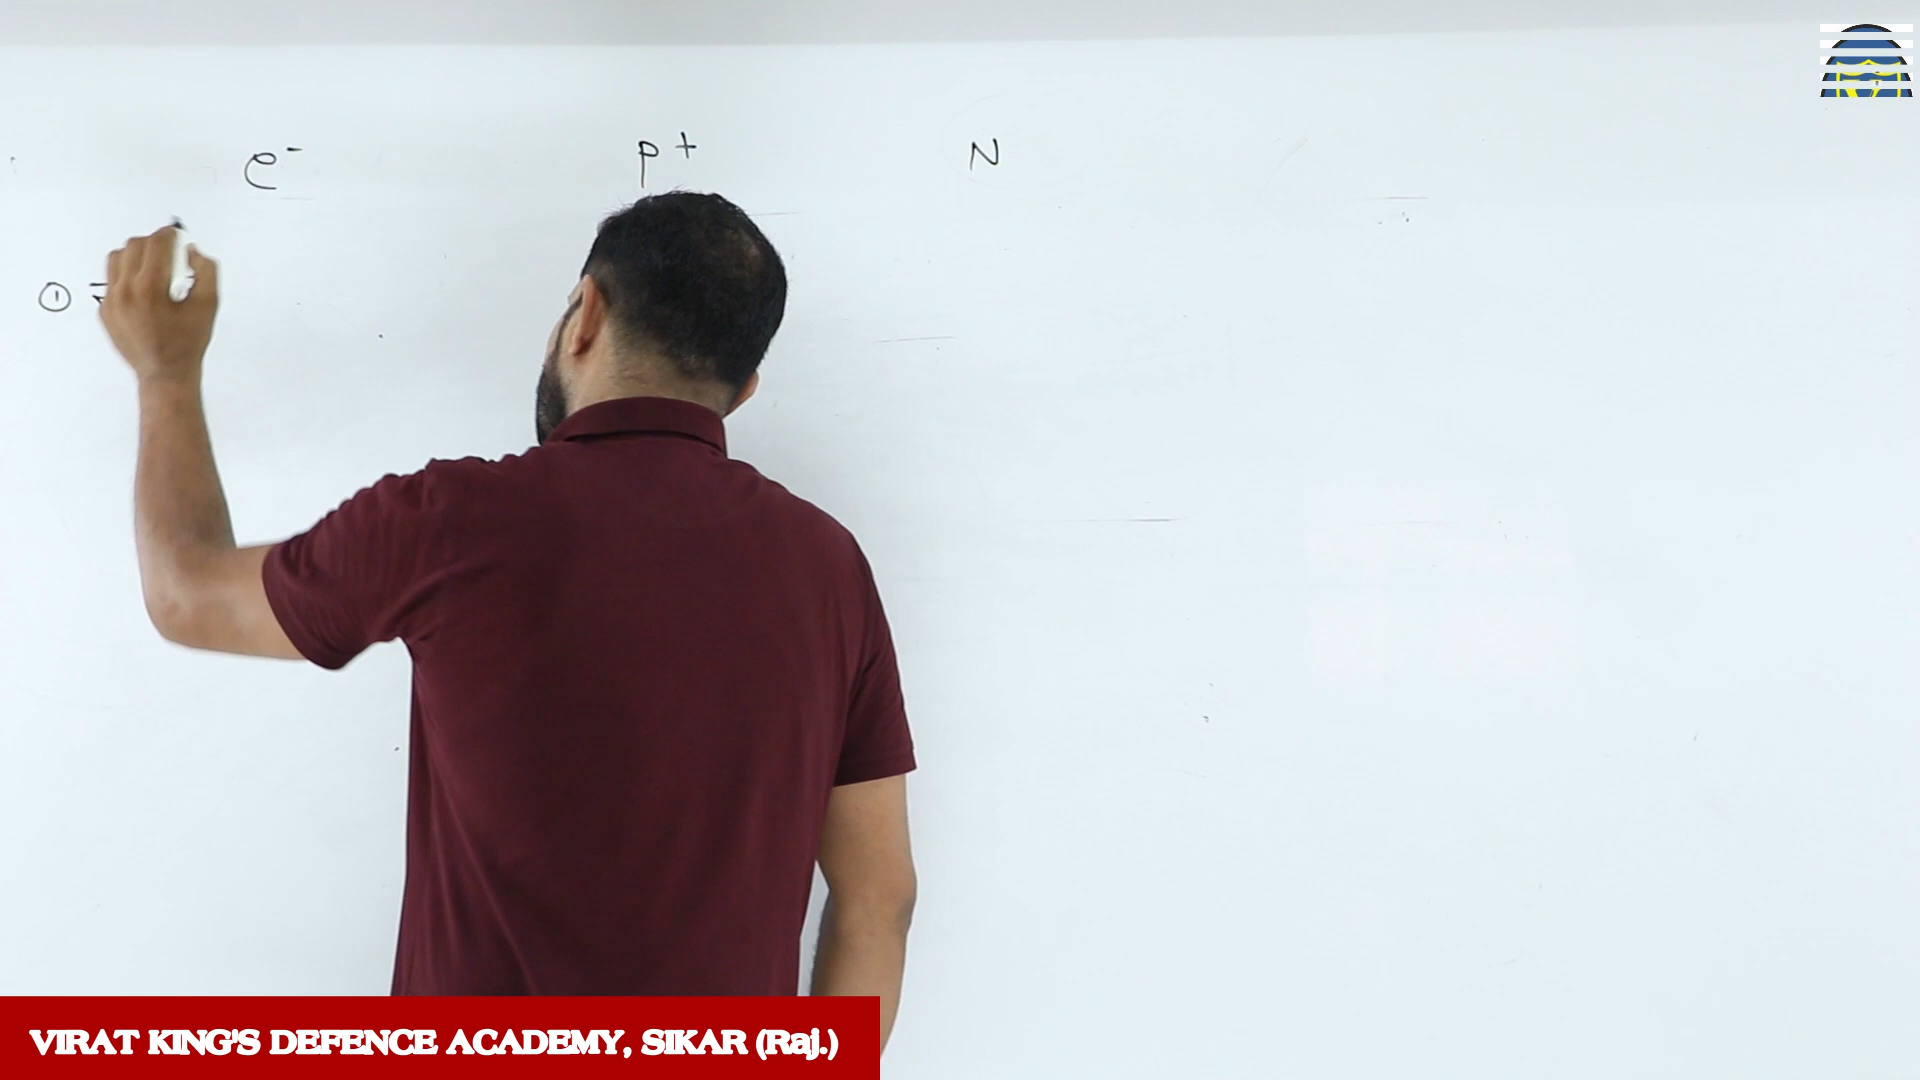 e⁻ p⁺ N
①
VIRAT KING'S DEFENCE ACADEMY, SIKAR (Raj.)